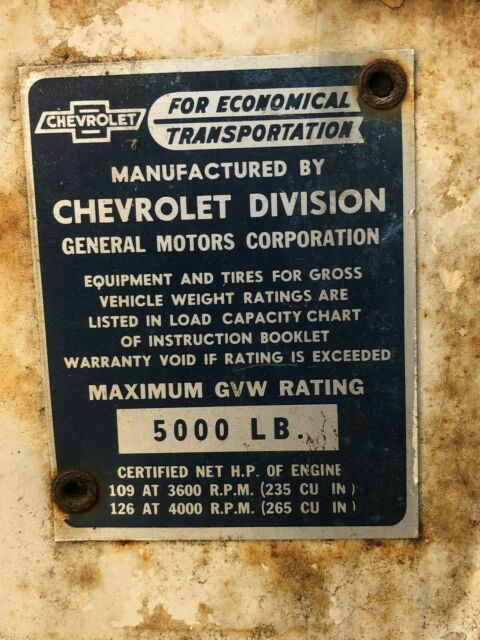 CHEVROLET
FOR ECONOMICAL
TRANSPORTATION
MANUFACTURED BY
CHEVROLET DIVISION
GENERAL MOTORS CORPORATION
EQUIPMENT AND TIRES FOR GROSS
VEHICLE WEIGHT RATINGS ARE
LISTED IN LOAD CAPACITY CHART
OF INSTRUCTION BOOKLET
WARRANTY VOID IF RATING IS EXCEEDED
MAXIMUM GVW RATING
5000 LB.
CERTIFIED NET H.P. OF ENGINE
109 AT 3600 R.P.M. (235 CU IN)
126 AT 4000 R.P.M. (265 CU IN)